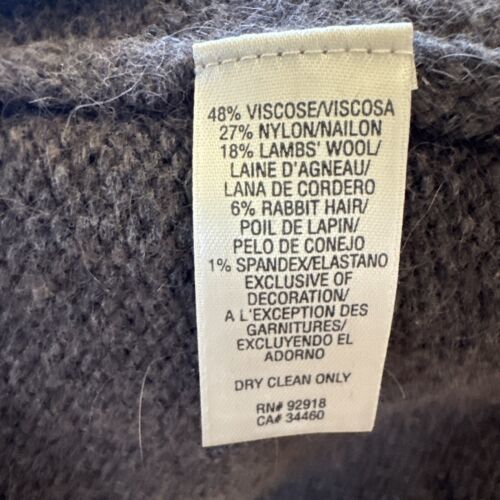 48% VISCOSE/VISCOSA
27% NYLON/NAILON
18% LAMBS' WOOL/
LAINE D'AGNEAU/
LANA DE CORDERO
6% RABBIT HAIR/
POIL DE LAPIN/
PELO DE CONEJO
1% SPANDEX/ELASTANO
EXCLUSIVE OF
DECORATION/
A L'EXCEPTION DES
GARNITURES/
EXCLUYENDO EL
ADORNO
DRY CLEAN ONLY
RN# 92918
CA# 34460